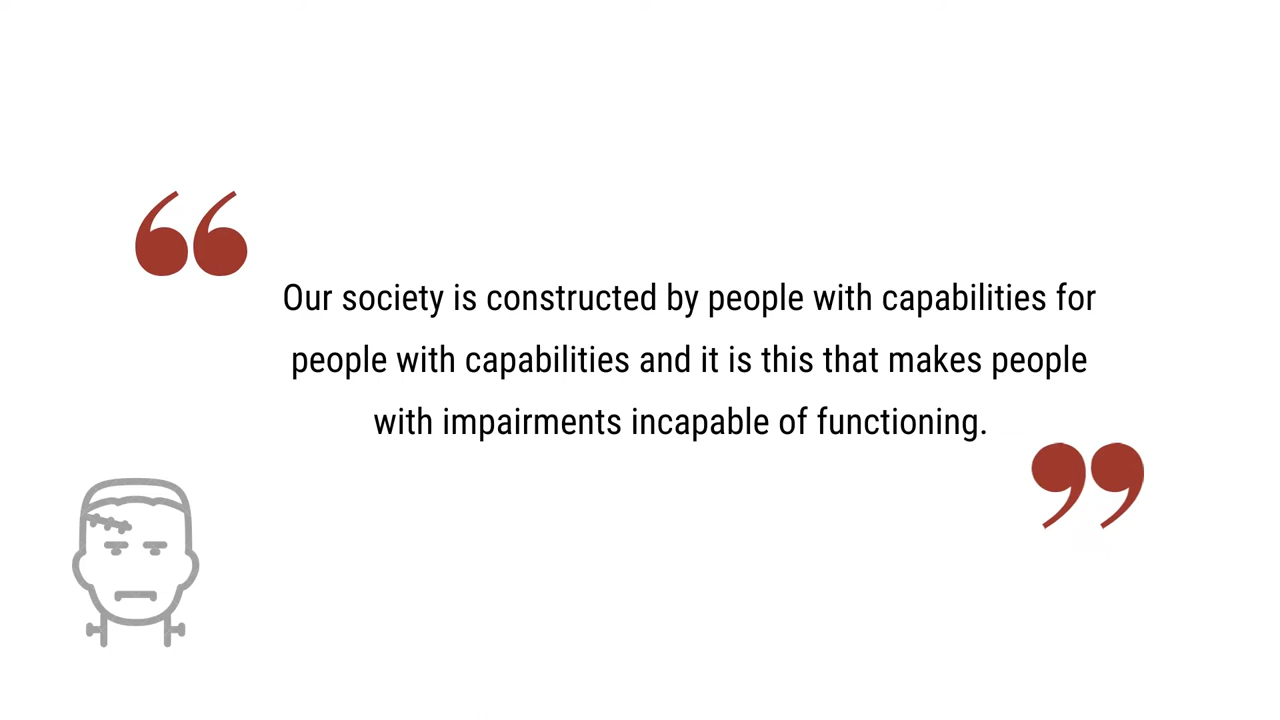 “
Our society is constructed by people with capabilities for
people with capabilities and it is this that makes people
with impairments incapable of functioning.
”